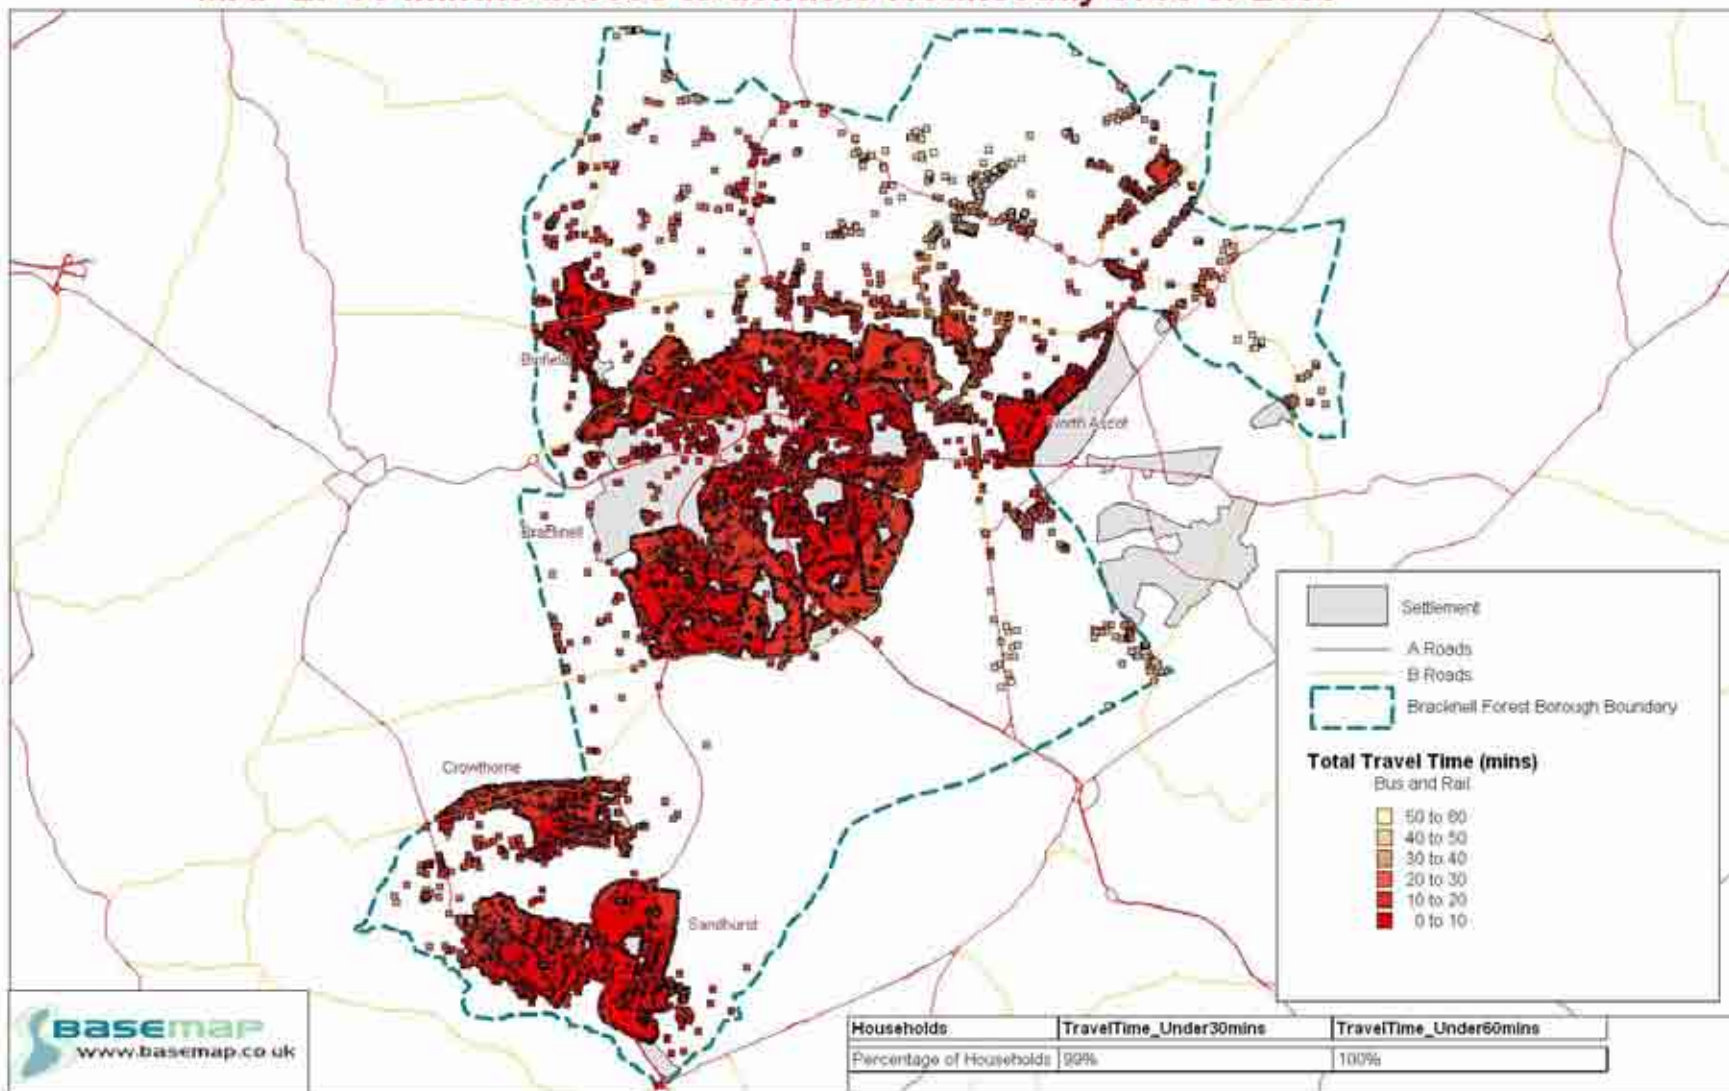 Binfield
North Ascot
Bracknell
Crowthorne
Sandhurst
Settlement
A Roads
B Roads
Bracknell Forest Borough Boundary
Total Travel Time (mins)
Bus and Rail
50 to 60
40 to 50
30 to 40
20 to 30
10 to 20
0 to 10
BASEMAP
www.basemap.co.uk
Households TravelTime_Under30mins TravelTime_Under60mins
Percentage of Households 99% 100%